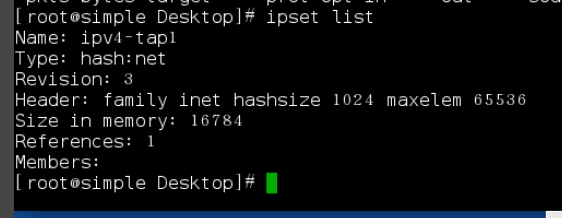 [root@simple Desktop]# ipset list
Name: ipv4-tap1
Type: hash:net
Revision: 3
Header: family inet hashsize 1024 maxelem 65536
Size in memory: 16784
References: 1
Members:
[root@simple Desktop]#